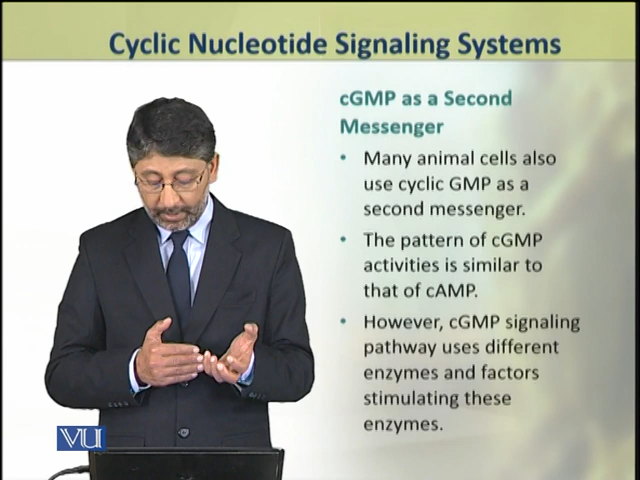 Cyclic Nucleotide Signaling Systems
cGMP as a Second
Messenger
• Many animal cells also
use cyclic GMP as a
second messenger.
• The pattern of cGMP
activities is similar to
that of cAMP.
• However, cGMP signaling
pathway uses different
enzymes and factors
stimulating these
enzymes.
VU